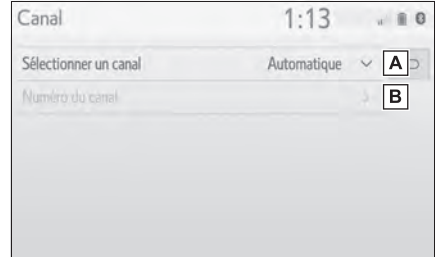 Canal 1:13
Sélectionner un canal Automatique A
Numéro du canal B